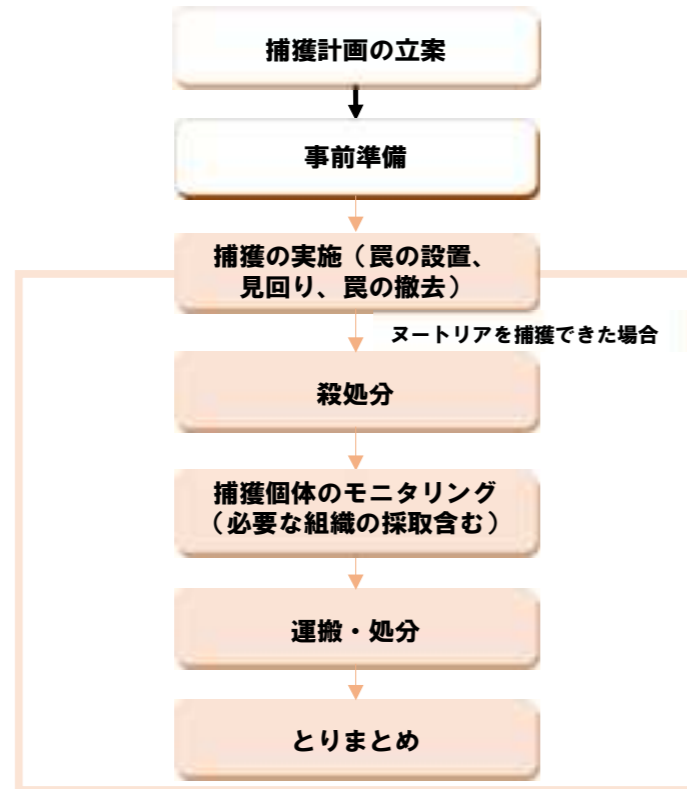 捕獲計画の立案
事前準備
捕獲の実施（罠の設置、
見回り、罠の撤去）
ヌートリアを捕獲できた場合
殺処分
捕獲個体のモニタリング
（必要な組織の採取含む）
運搬・処分
とりまとめ